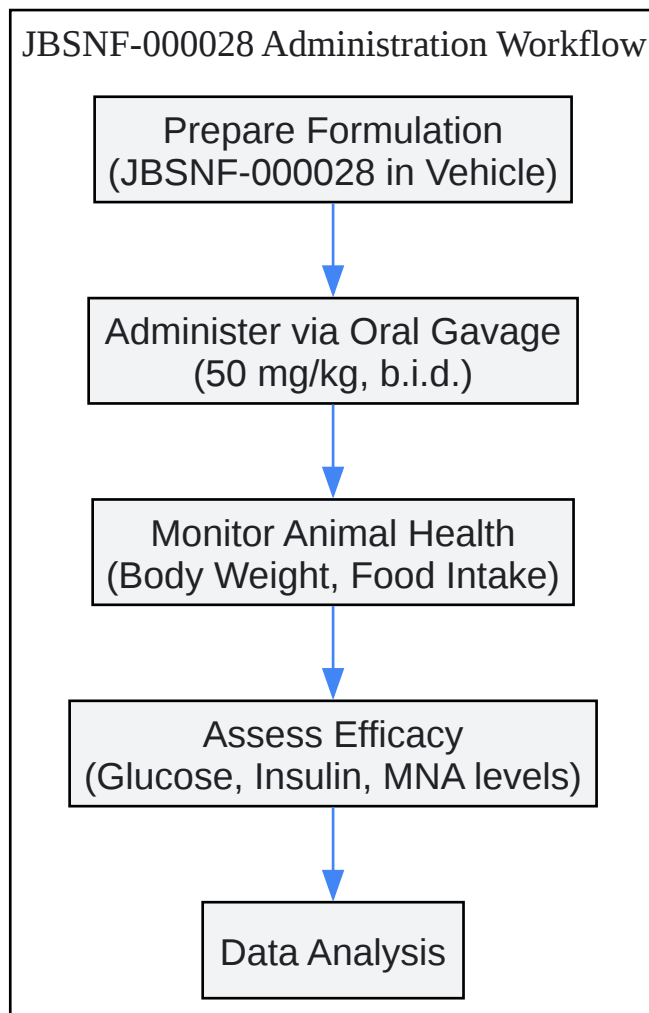 JBSNF-000028 Administration Workflow
Prepare Formulation
(JBSNF-000028 in Vehicle)
Administer via Oral Gavage
(50 mg/kg, b.i.d.)
Monitor Animal Health
(Body Weight, Food Intake)
Assess Efficacy
(Glucose, Insulin, MNA levels)
Data Analysis